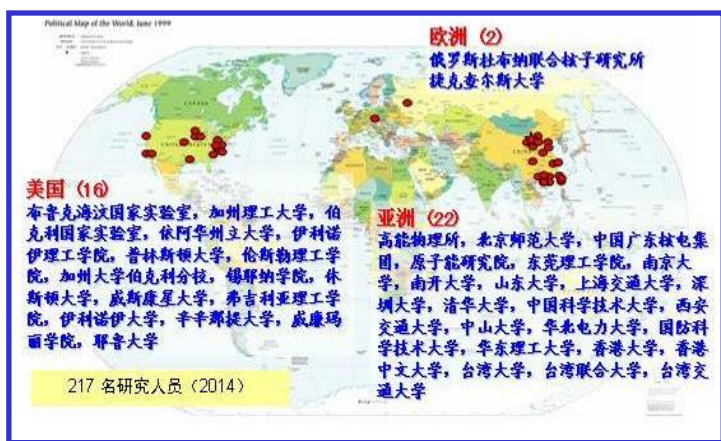 Political Map of the World, June 1999
欧洲 (2)
俄罗斯杜布纳联合核子研究所
捷克查尔斯大学
美国 (16)
布鲁克海汶国家实验室，加州理工大学，伯
克利国家实验室，依阿华州立大学，伊利诺
伊理工学院，普林斯顿大学，伦斯勒理工学
院，加州大学伯克利分校，锡耶纳学院，休
斯顿大学，威斯康星大学，弗吉利亚理工学
院，伊利诺伊大学，辛辛那提大学，威廉玛
丽学院，耶鲁大学
亚洲 (22)
高能物理所，北京师范大学，中国广东核电集
团，原子能研究院，东莞理工学院，南京大
学，南开大学，山东大学，上海交通大学，深
圳大学，清华大学，中国科学技术大学，西安
交通大学，中山大学，华北电力大学，国防科
学技术大学，华东理工大学，香港大学，香港
中文大学，台湾大学，台湾联合大学，台湾交
通大学
217 名研究人员（2014）